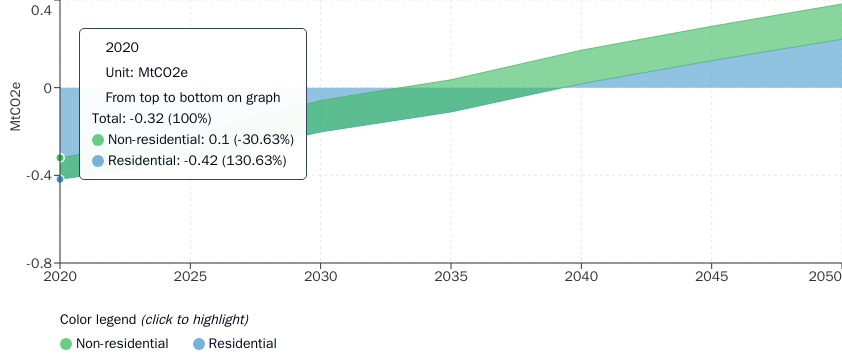 0.4
2020
Unit: MtCO2e
0
From top to bottom on graph
Total: -0.32 (100%)
Non-residential: 0.1 (-30.63%)
Residential: -0.42 (130.63%)
MtCO2e
-0.4
-0.8
2020 2025 2030 2035 2040 2045 2050
Color legend (click to highlight)
Non-residential Residential